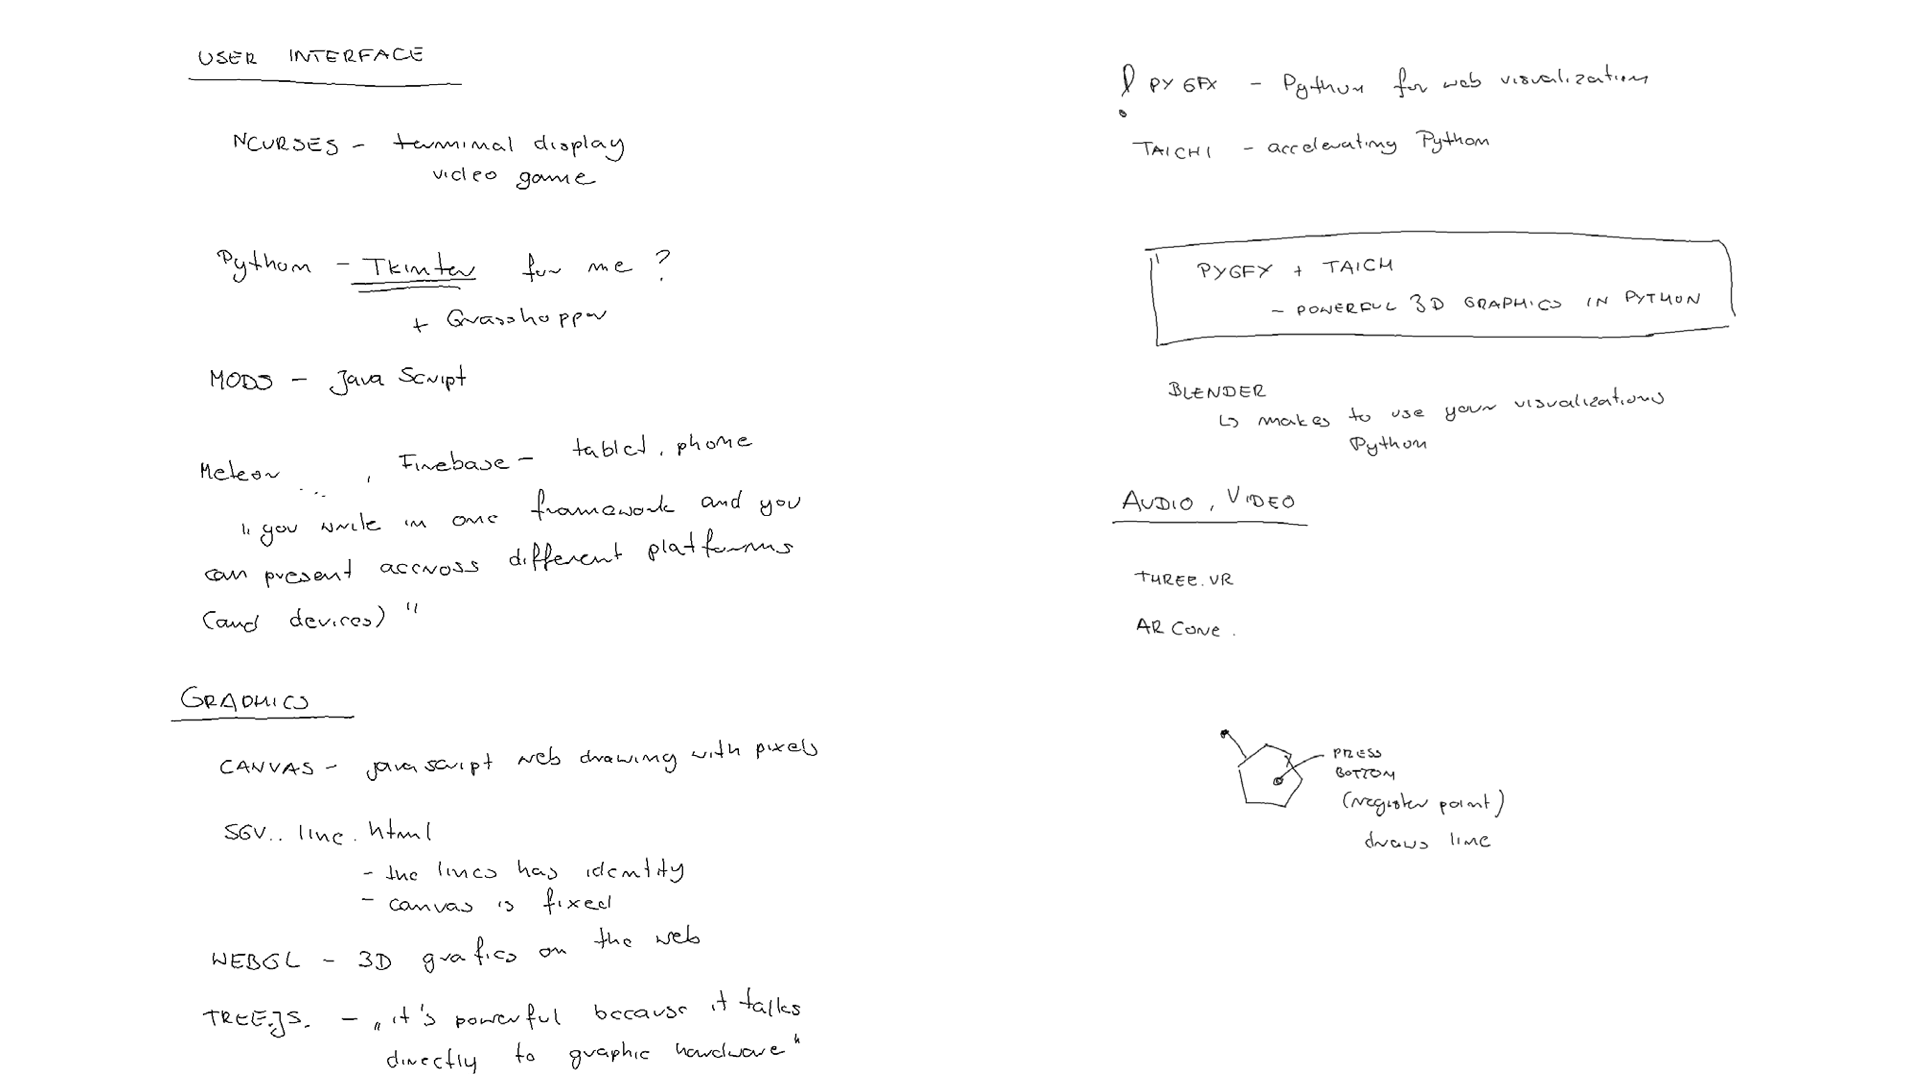 USER INTERFACE
NCURSES - terminal display
video game
Python - Tkinter for me ?
+ Grasshopper
MODS - Java Script
Meteor ... , Firebase - tablet, phone
"you write in one framework and you
can present accross different platforms
(and devices)"
GRAPHICS
CANVAS - javascript web drawing with pixels
SGV.. line.html
- the lines has identity
- canvas is fixed
WEBGL - 3D grafics on the web
TREE.JS. - "it's powerful because it talks
directly to graphic hardware"
! PYGFX - Python for web visualization
TAICHI - accelerating Python
PYGFX + TAICH
- POWERFUL 3D GRAPHICS IN PYTHON
BLENDER
↳ makes to use your visualizations
Python
AUDIO, VIDEO
THREE.VR
AR CORE.
PRESS
BOTTOM
(register point)
draws line